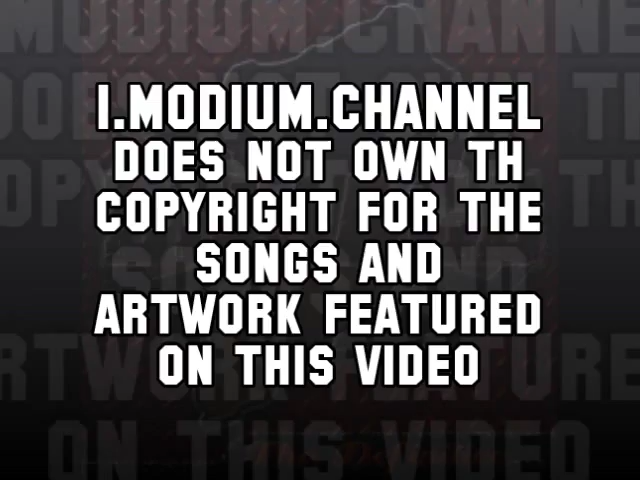 I.MODIUM.CHANNEL
DOES NOT OWN TH
COPYRIGHT FOR THE
SONGS AND
ARTWORK FEATURED
ON THIS VIDEO